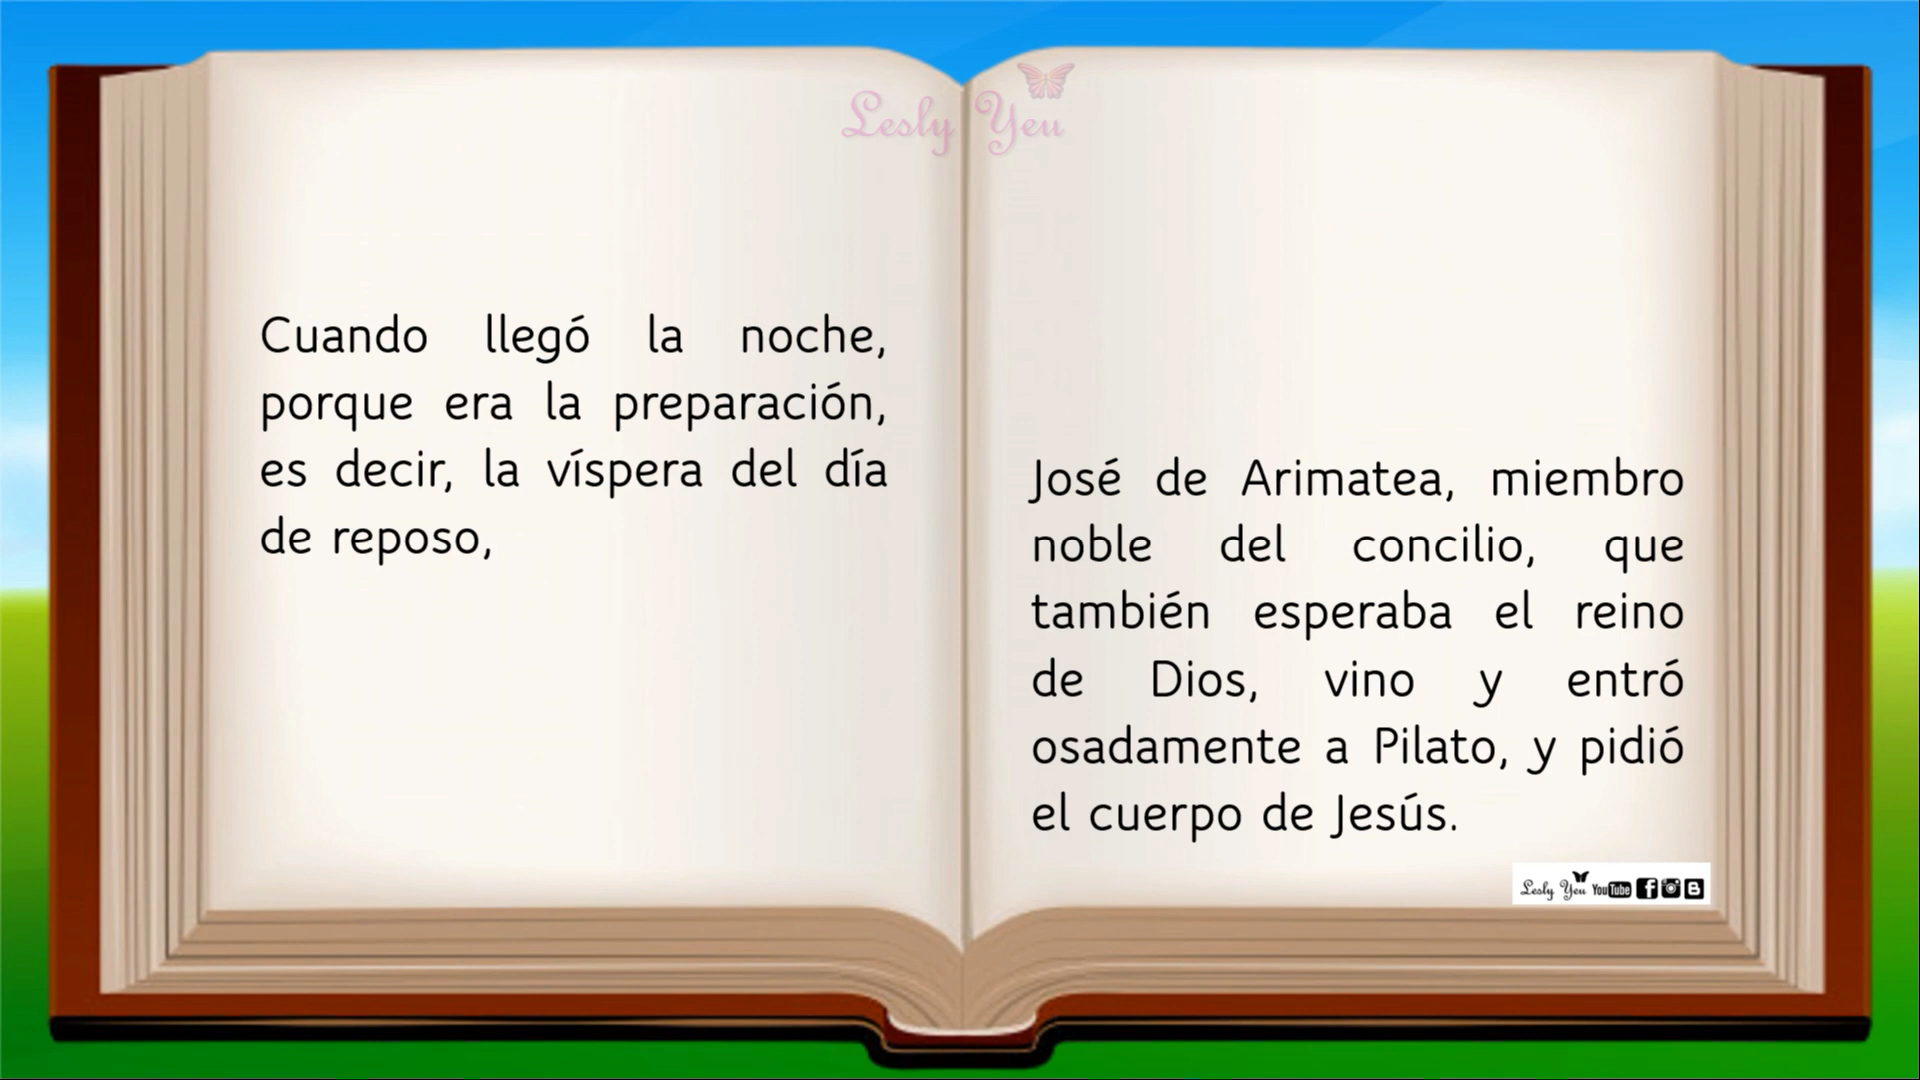 Lesly Yeu
Cuando llegó la noche,
porque era la preparación,
es decir, la víspera del día
de reposo,
José de Arimatea, miembro
noble del concilio, que
también esperaba el reino
de Dios, vino y entró
osadamente a Pilato, y pidió
el cuerpo de Jesús.
Lesly Yeu YouTube